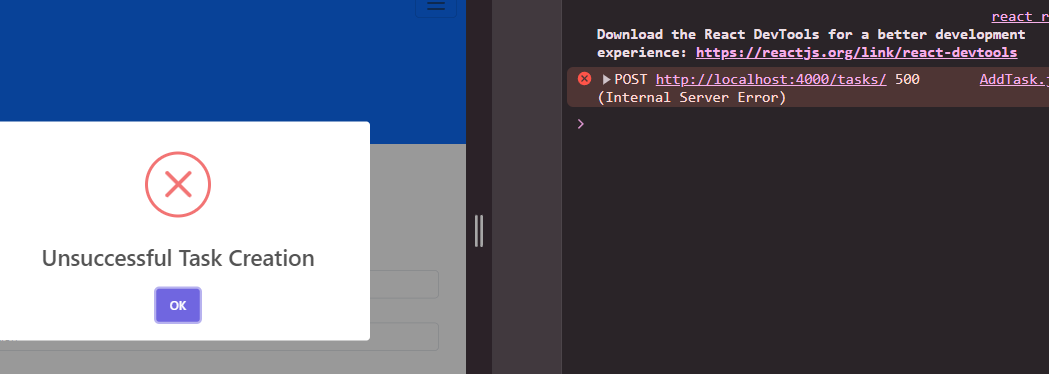 react
Download the React DevTools for a better development
experience: https://reactjs.org/link/react-devtools
POST http://localhost:4000/tasks/ 500
(Internal Server Error)
AddTask.j
Unsuccessful Task Creation
OK